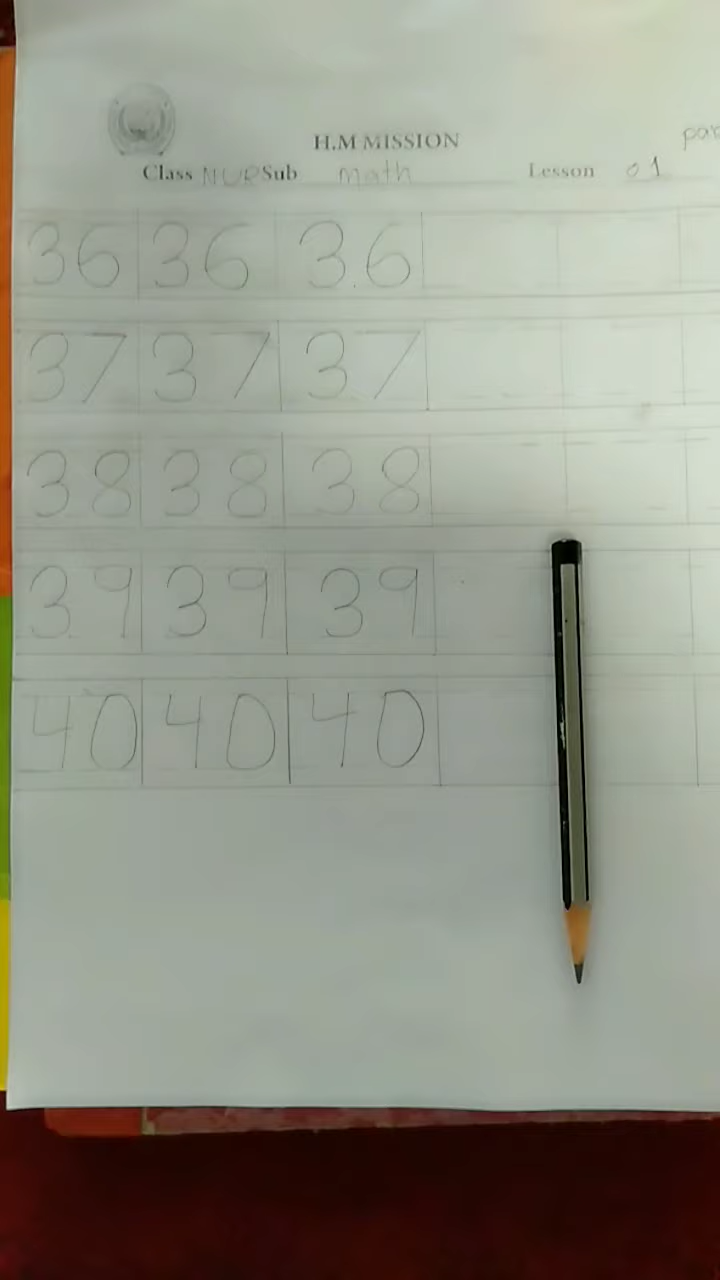 H.M MISSION
Class NUR Sub math Lesson 01
36 36 36
37 37 37
38 38 38
39 39 39
40 40 40